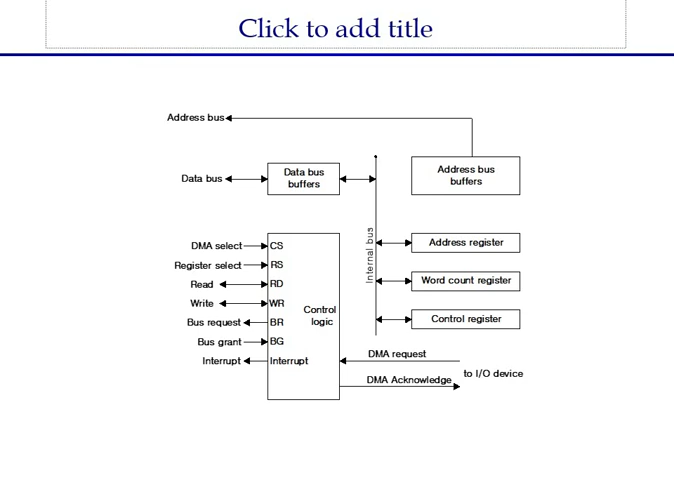 Click to add title
Address bus
Data bus
Data bus
buffers
Address bus
buffers
Internal bus
DMA select
CS
Address register
Register select
RS
Read
RD
Word count register
Write
WR
Control
logic
Bus request
BR
Control register
Bus grant
BG
Interrupt
Interrupt
DMA request
to I/O device
DMA Acknowledge